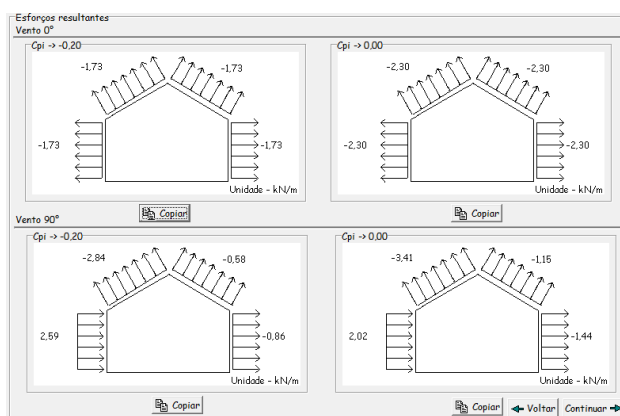 Esforços resultantes
Vento 0°
Cpi -> -0,20
Cpi -> 0,00
-1,73
-1,73
-1,73
-1,73
Unidade - kN/m
-2,30
-2,30
-2,30
-2,30
Unidade - kN/m
Copiar
Copiar
Vento 90°
Cpi -> -0,20
Cpi -> 0,00
-2,84
-0,58
2,59
-0,86
Unidade - kN/m
-3,41
-1,15
2,02
-1,44
Unidade - kN/m
Copiar
Copiar
Voltar
Continuar